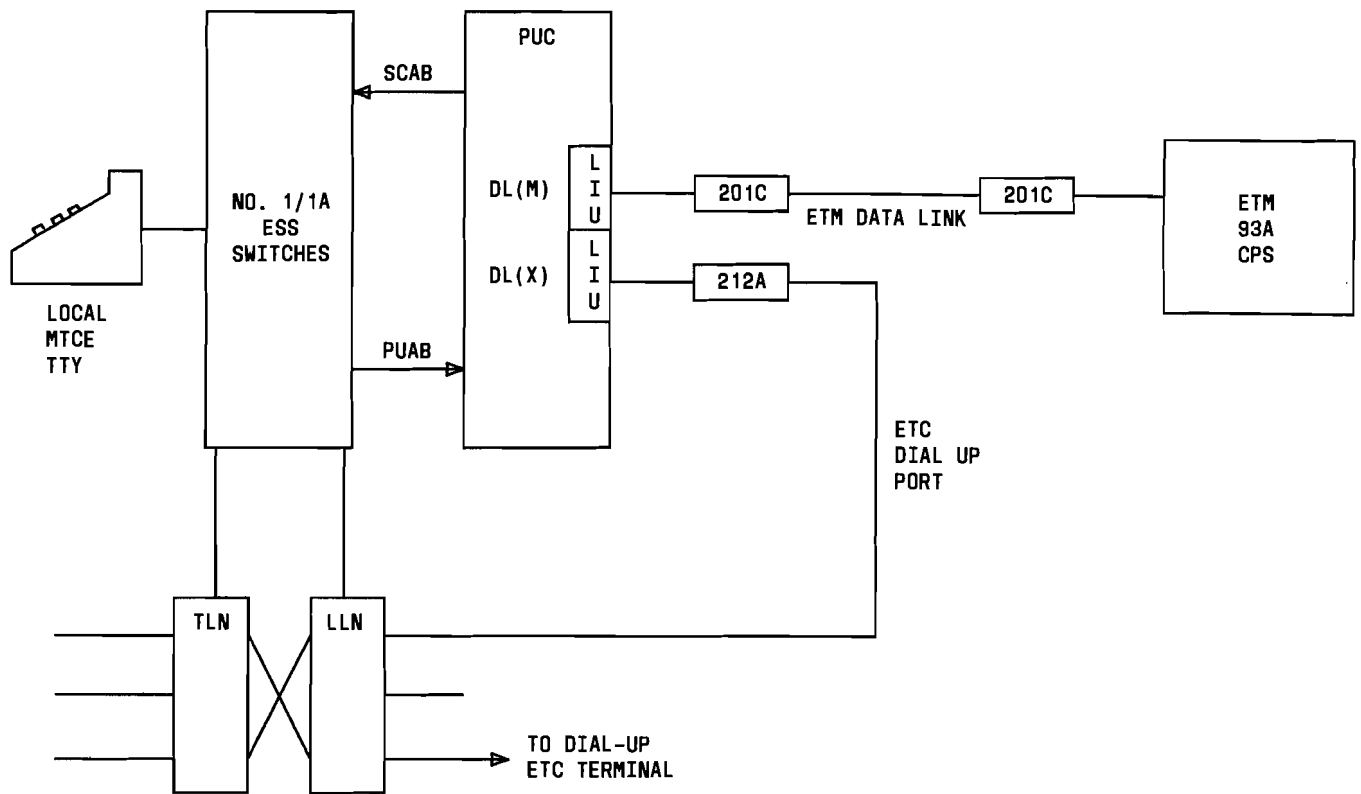 PUC
SCAB
NO. 1/1A
ESS
SWITCHES
LOCAL
MTCE
TTY
DL(M)
L
I
U
201C
ETM DATA LINK
201C
ETM
93A
CPS
DL(X)
L
I
U
212A
PUAB
ETC
DIAL UP
PORT
TLN
LLN
TO DIAL-UP
ETC TERMINAL